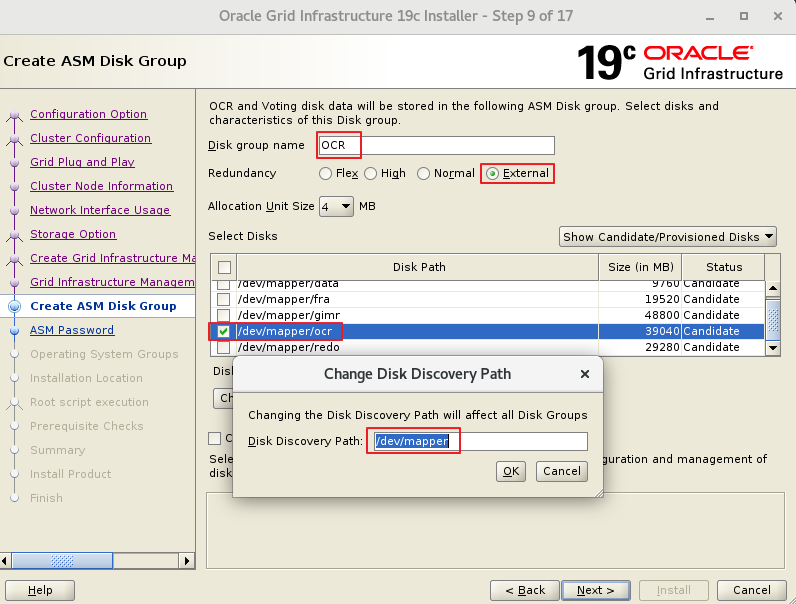 Oracle Grid Infrastructure 19c Installer - Step 9 of 17
Create ASM Disk Group
19c ORACLE
Grid Infrastructure
Configuration Option
Cluster Configuration
Grid Plug and Play
Cluster Node Information
Network Interface Usage
Storage Option
Create Grid Infrastructure Ma
Grid Infrastructure Managem
Create ASM Disk Group
ASM Password
Operating System Groups
Installation Location
Root script execution
Prerequisite Checks
Summary
Install Product
Finish
OCR and Voting disk data will be stored in the following ASM Disk group. Select disks and
characteristics of this Disk group.
Disk group name OCR
Redundancy Flex High Normal External
Allocation Unit Size 4 MB
Select Disks Show Candidate/Provisioned Disks
Disk Path Size (in MB) Status
/dev/mapper/data 9760 Candidate
/dev/mapper/fra 19520 Candidate
/dev/mapper/gimr 48800 Candidate
/dev/mapper/ocr 39040 Candidate
/dev/mapper/redo 29280 Candidate
Dis
Ch
Change Disk Discovery Path
Changing the Disk Discovery Path will affect all Disk Groups
Disk Discovery Path: /dev/mapper
OK Cancel
C
Sele guration and management of
disk
Help < Back Next > Install Cancel